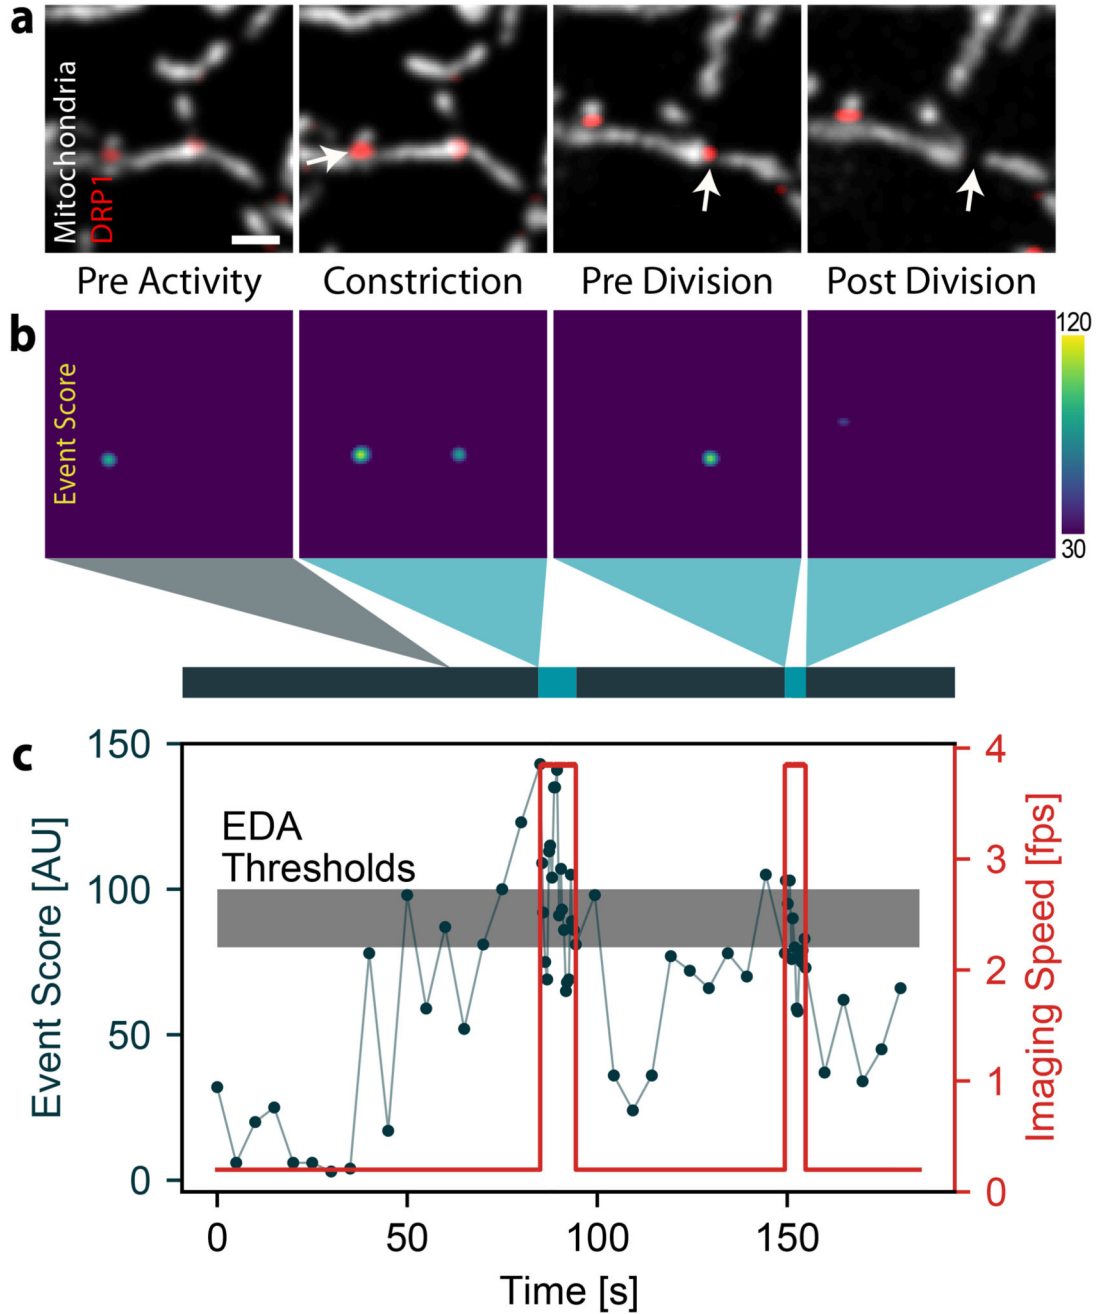 a
Mitochondria
DRP1
Pre Activity
Constriction
Pre Division
Post Division
b
Event Score
120
30
c
150
100
50
0
Event Score [AU]
EDA
Thresholds
4
3
2
1
0
Imaging Speed [fps]
0
50
100
150
Time [s]